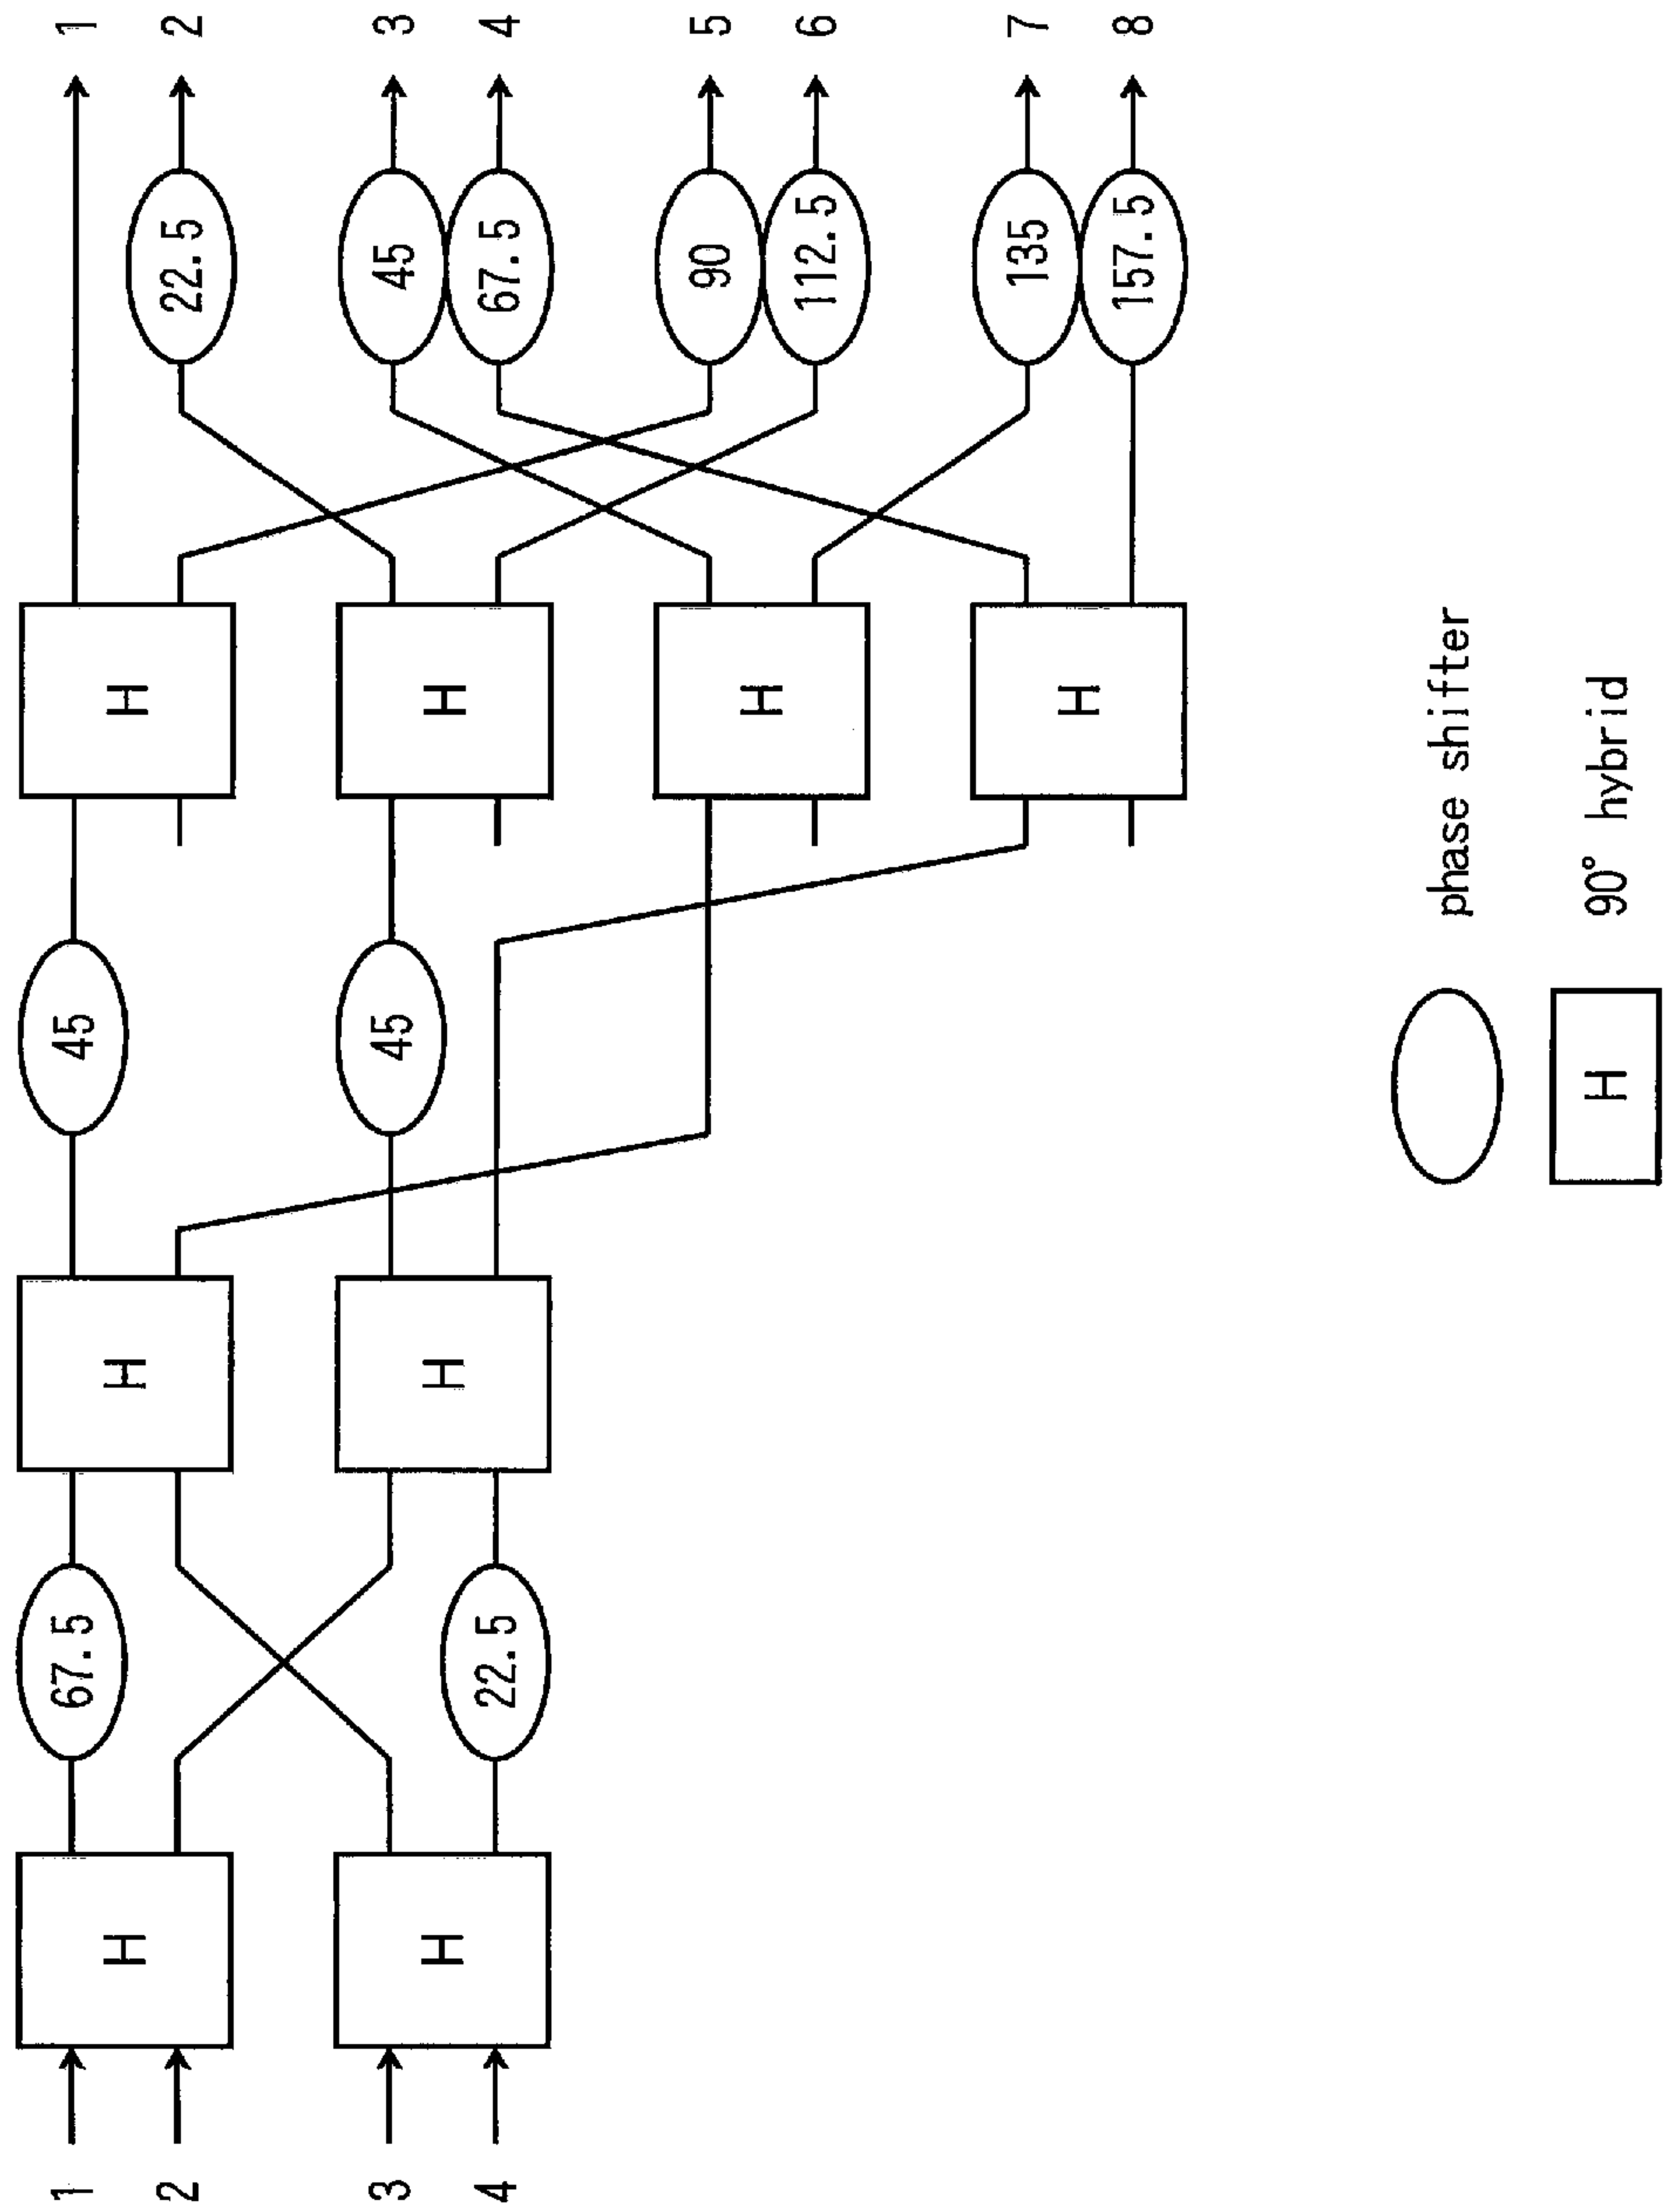 1 67.5 45 1
H H H
2 22.5 2
3 45 45 3
H H H
4 22.5 67.5 4
90 5
H
112.5 6
135 7
H
157.5 8
phase shifter
H 90° hybrid